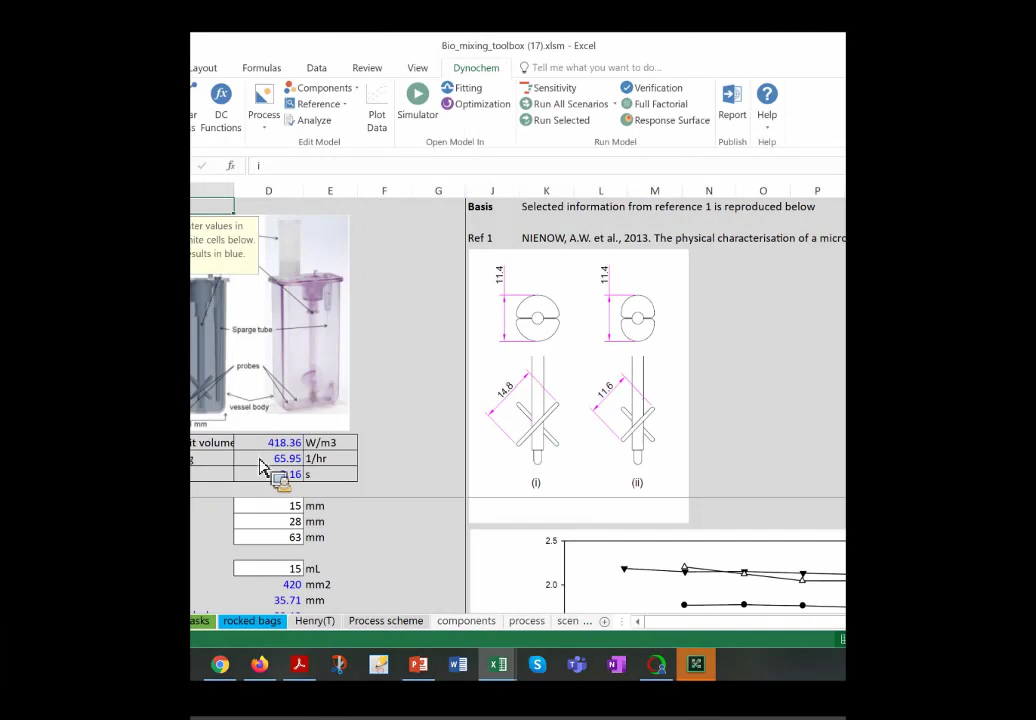 Bio_mixing_toolbox (17).xlsm - Excel
ayout Formulas Data Review View Dynochem Tell me what you want to do...
DC Functions
Process
Components
Reference
Analyze
Plot Data
Edit Model
Simulator
Fitting
Optimization
Open Model In
Sensitivity
Run All Scenarios
Run Selected
Verification
Full Factorial
Response Surface
Run Model
Report
Publish
Help
Help
fx i
D E F G J K L M N O P
ter values in
ite cells below.
esults in blue.
Sparge tube
probes
vessel body
mm
it volume 418.36 W/m3
g 65.95 1/hr
16 s
15 mm
28 mm
63 mm
15 mL
420 mm2
35.71 mm
Basis Selected information from reference 1 is reproduced below
Ref 1 NIENOW, A.W. et al., 2013. The physical characterisation of a micro
11.4 11.4
14.8 11.6
(i) (ii)
2.5
2.0
asks rocked bags Henry(T) Process scheme components process scen ...